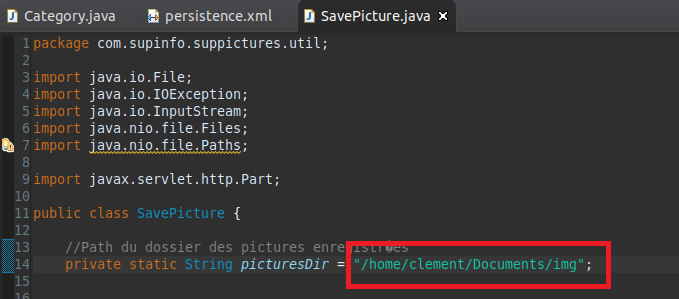 Category.java persistence.xml SavePicture.java
1 package com.supinfo.suppictures.util;
2
3 import java.io.File;
4 import java.io.IOException;
5 import java.io.InputStream;
6 import java.nio.file.Files;
7 import java.nio.file.Paths;
8
9 import javax.servlet.http.Part;
10
11 public class SavePicture {
12
13 //Path du dossier des pictures enregistr�es
14 private static String picturesDir = "/home/clement/Documents/img";
15
16